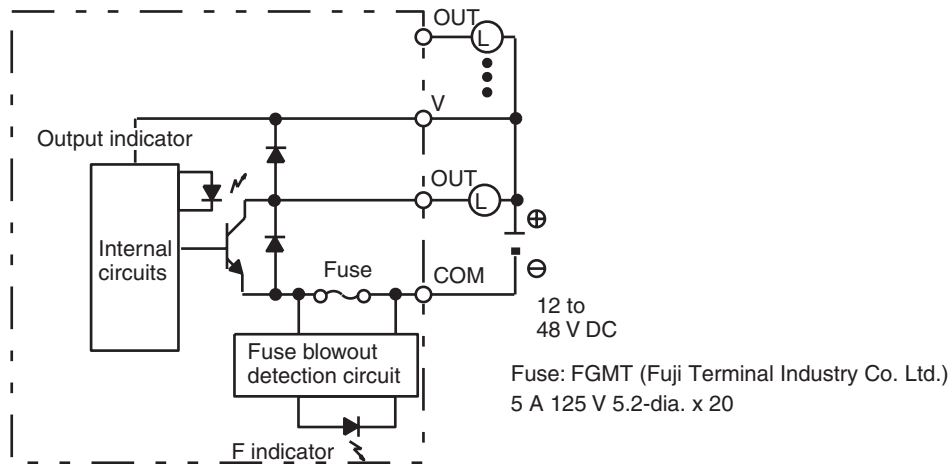 OUT
L
V
Output indicator
OUT
L
⊕
Internal
circuits
Fuse
COM
⊖
12 to
48 V DC
Fuse blowout
detection circuit
Fuse: FGMT (Fuji Terminal Industry Co. Ltd.)
5 A 125 V 5.2-dia. x 20
F indicator